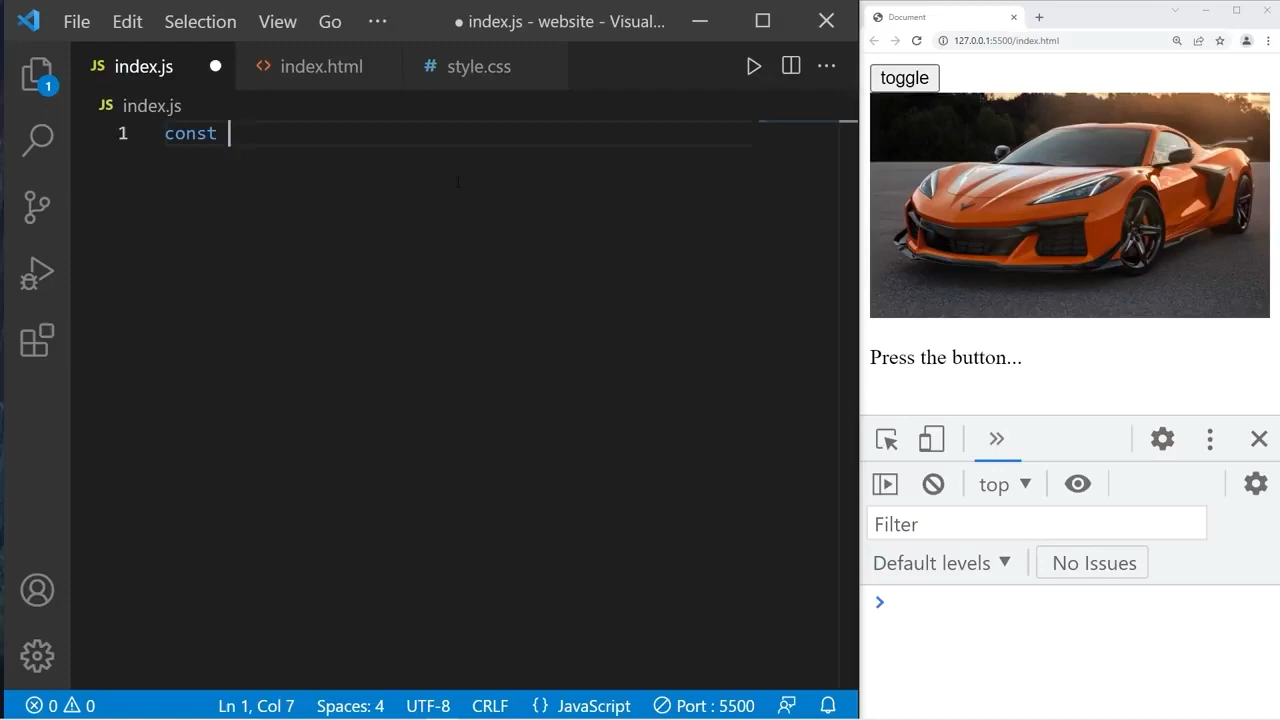 File Edit Selection View Go ··· ● index.js - website - Visual...
JS index.js ● <> index.html # style.css
JS index.js
1 const
1
⊗ 0 ⚠ 0 Ln 1, Col 7 Spaces: 4 UTF-8 CRLF {} JavaScript Port : 5500
Document
127.0.0.1:5500/index.html
toggle
Press the button...
top ▼
Filter
Default levels ▼ No Issues